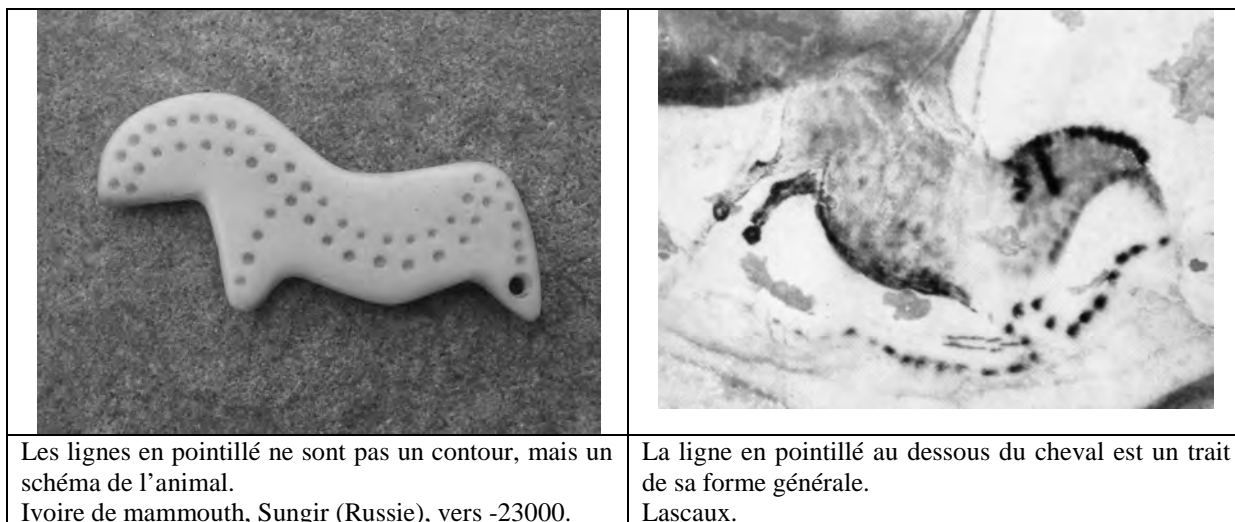 Les lignes en pointillé ne sont pas un contour, mais un
schéma de l’animal.
Ivoire de mammouth, Sungir (Russie), vers -23000.
La ligne en pointillé au dessous du cheval est un trait
de sa forme générale.
Lascaux.